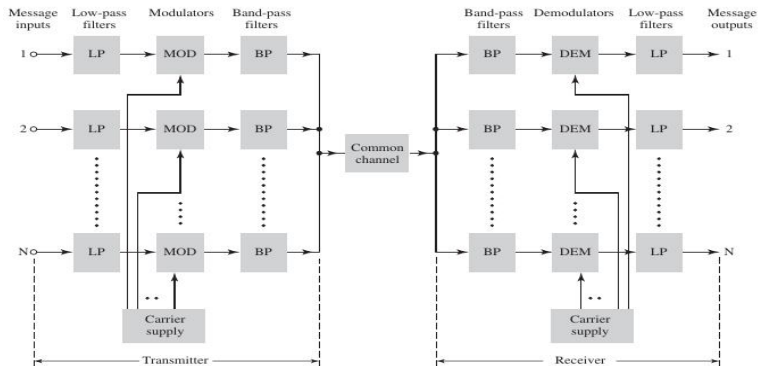 Message inputs
Low-pass filters
Modulators
Band-pass filters
Band-pass filters
Demodulators
Low-pass filters
Message outputs
1 LP MOD BP BP DEM LP 1
2 LP MOD BP BP DEM LP 2
Common channel
N LP MOD BP BP DEM LP N
Carrier supply
Carrier supply
Transmitter
Receiver